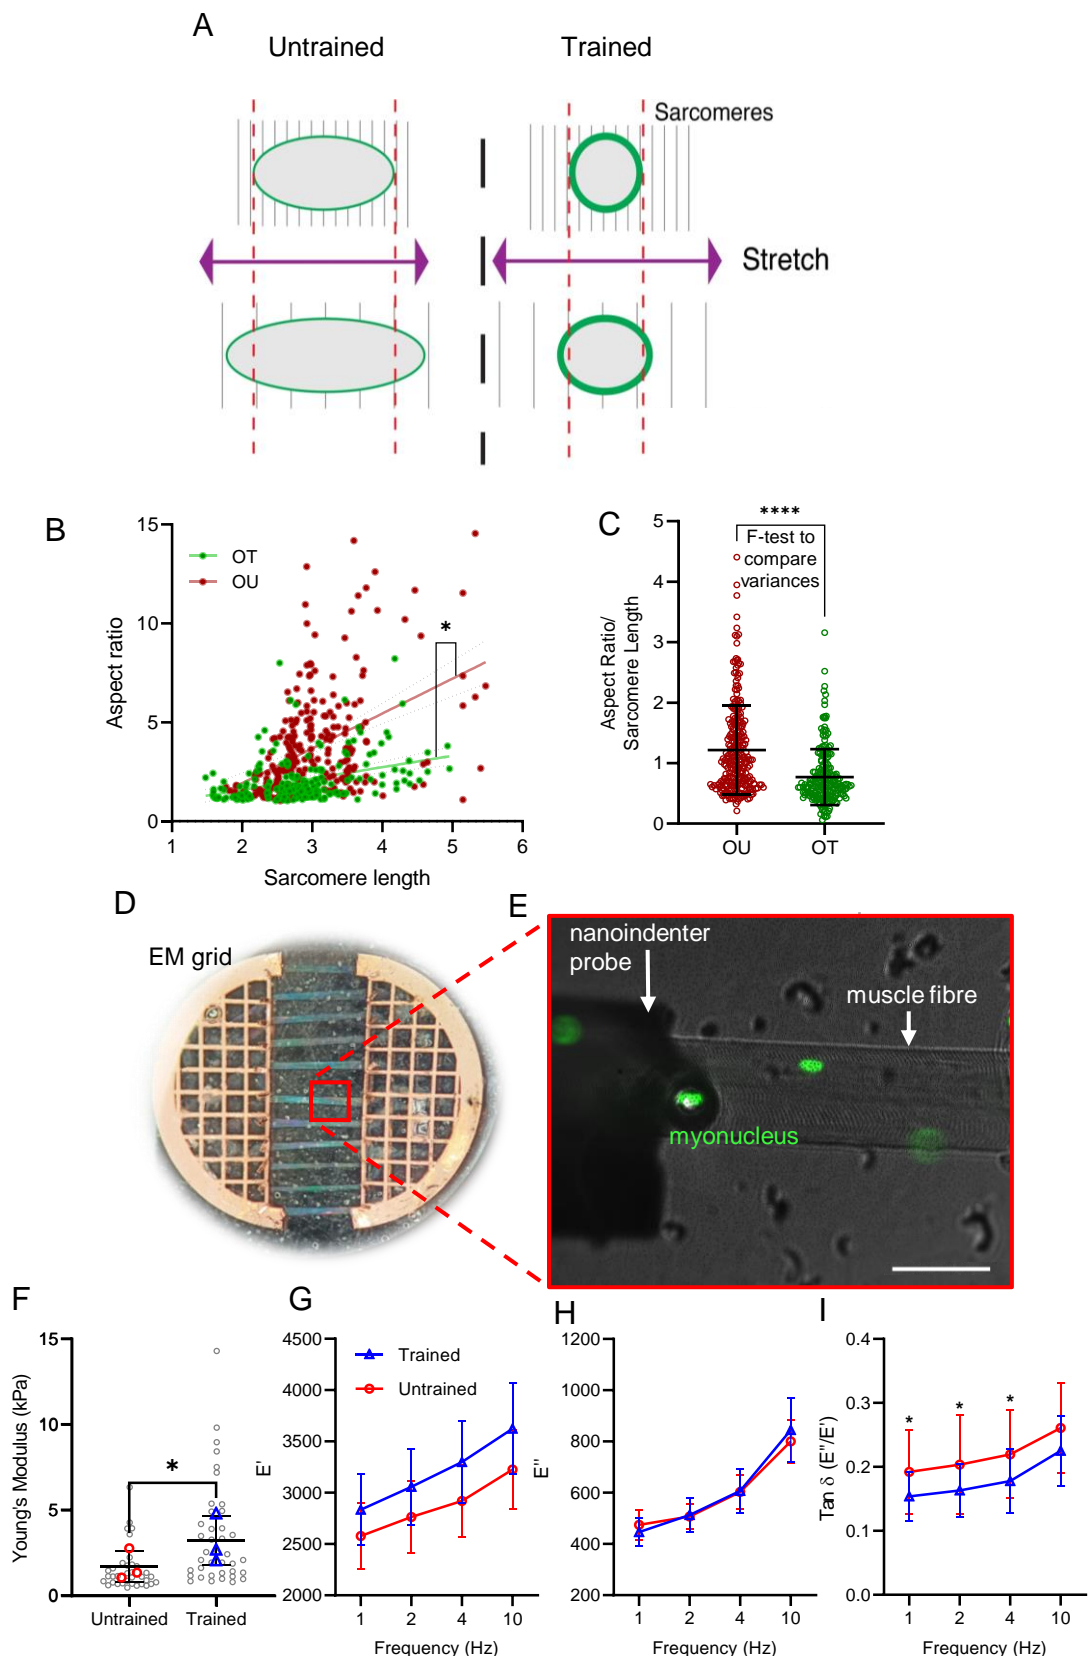 A
Untrained
Trained
Sarcomeres
Stretch
B
Aspect ratio
15
10
5
0
OT
OU
*
1 2 3 4 5 6
Sarcomere length
C
Aspect Ratio/
Sarcomere Length
5
4
3
2
1
0
****
F-test to
compare
variances
OU OT
D
EM grid
E
nanoindenter
probe
muscle fibre
myonucleus
F
Young's Modulus (kPa)
15
10
5
0
*
Untrained Trained
G
E'
4500
4000
3500
3000
2500
2000
Trained
Untrained
1 2 4 10
Frequency (Hz)
H
E"
1200
1000
800
600
400
200
1 2 4 10
Frequency (Hz)
I
Tan δ (E"/E')
0.4
0.3
0.2
0.1
0.0
* * *
1 2 4 10
Frequency (Hz)